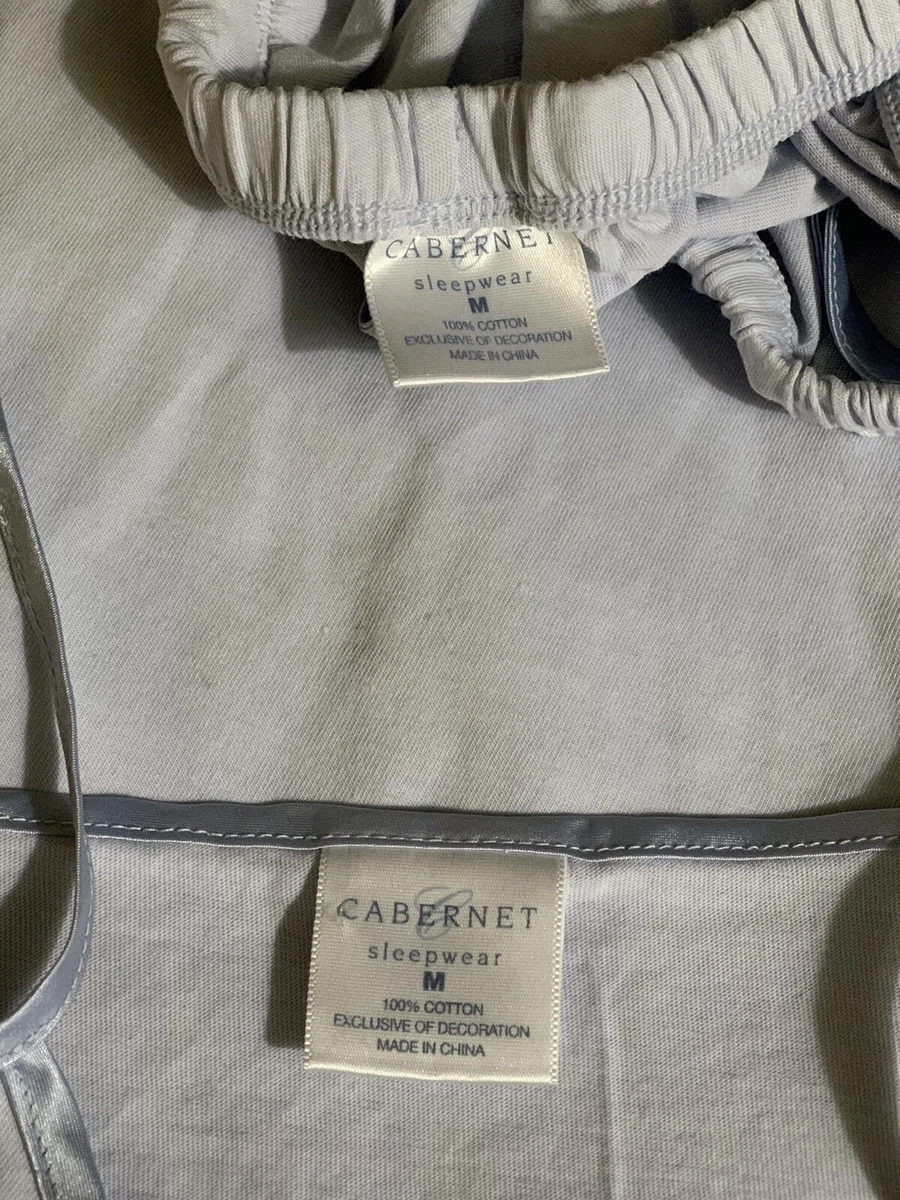 CABERNET
sleepwear
M
100% COTTON
EXCLUSIVE OF DECORATION
MADE IN CHINA
CABERNET
sleepwear
M
100% COTTON
EXCLUSIVE OF DECORATION
MADE IN CHINA